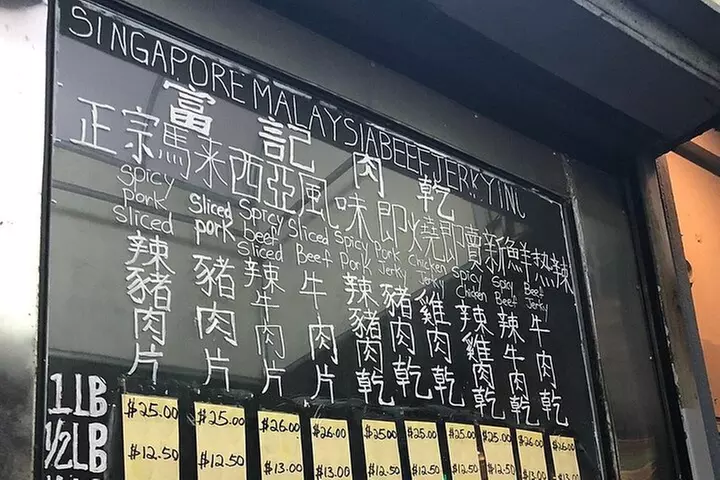 SINGAPORE MALAYSIA BEEF JERKY INC
富記肉乾
正宗馬来西亞風味即燒即賣新鮮热辣
Spicy pork sliced
辣豬肉片
Sliced pork
豬肉片
Spicy beef Sliced
辣牛肉片
Sliced Beef
牛肉片
Spicy Pork
辣豬肉乾
Pork Jerky
豬肉乾
Chicken Jerky
雞肉乾
Spicy Chicken
辣雞肉乾
Spicy Beef
辣牛肉乾
Beef Jerky
牛肉乾
1LB $25.00 $25.00 $26.00 $26.00 $25.00 $25.00 $25.00 $25.00 $26.00 $26.00
1/2LB $12.50 $12.50 $13.00 $13.00 $12.50 $12.50 $12.50 $12.50 $13.00